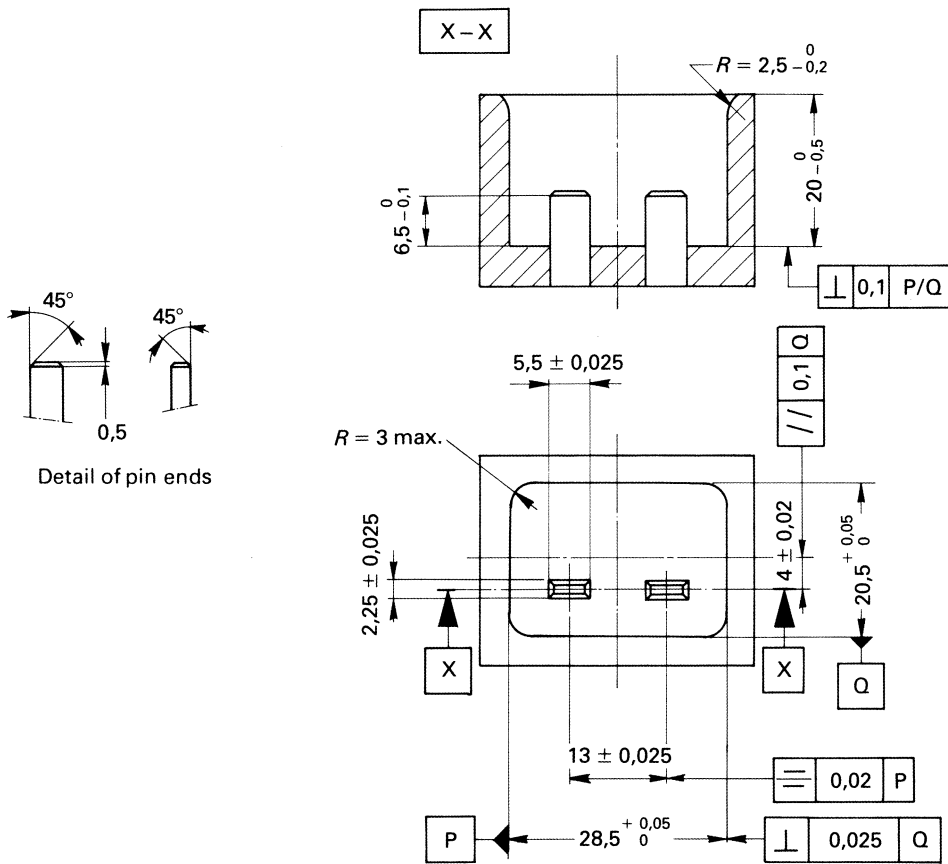 X – X
R = 2,5 0 -0,2
6,5 0 -0,1
20 0 -0,5
⊥ 0,1 P/Q
45°
45°
0,5
Detail of pin ends
5,5 ± 0,025
// 0,1 Q
R = 3 max.
2,25 ± 0,025
4 ± 0,02
20,5 + 0,05 0
X
X
Q
13 ± 0,025
0,02 P
P
28,5 + 0,05 0
⊥ 0,025 Q